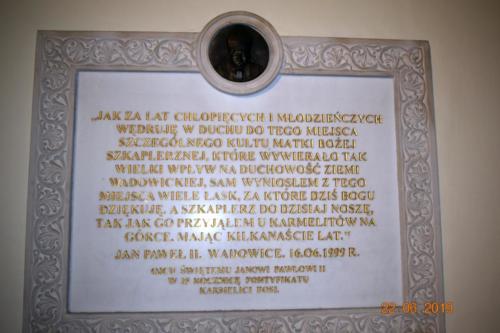 „JAK ZA LAT CHŁOPIĘCYCH I MŁODZIEŃCZYCH
WĘDRUJĘ W DUCHU DO TEGO MIEJSCA
SZCZEGÓLNEGO KULTU MATKI BOŻEJ
SZKAPLERZNEJ, KTÓRE WYWIERAŁO TAK
WIELKI WPŁYW NA DUCHOWOŚĆ ZIEMI
WADOWICKIEJ, SAM WYNIOSŁEM Z TEGO
MIEJSCA WIELE ŁASK, ZA KTÓRE DZIŚ BOGU
DZIĘKUJĘ. A SZKAPLERZ DO DZISIAJ NOSZĘ,
TAK JAK GO PRZYJĄŁEM U KARMELITÓW NA
GÓRCE, MAJĄC KILKANAŚCIE LAT."
JAN PAWEŁ II. WADOWICE, 16.06.1999 R.
OJCU ŚWIĘTEMU JANOWI PAWŁOWI II
W 25 ROCZNICĘ PONTYFIKATU
KARMELICI BOSI.
22 06 2019